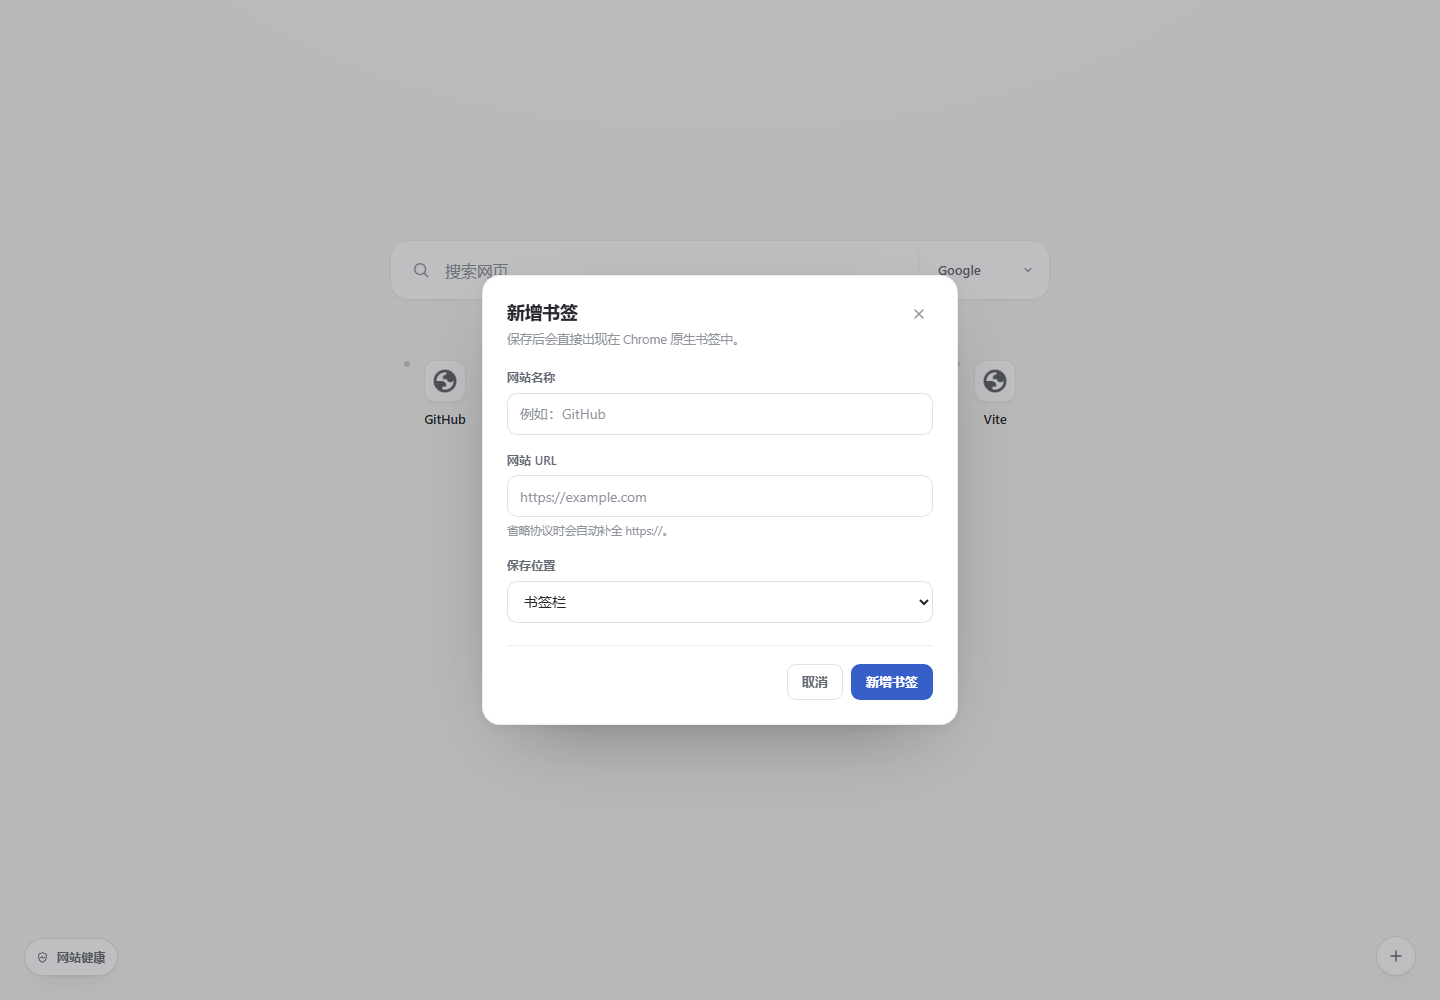 搜索网页
Google
新增书签
保存后会直接出现在 Chrome 原生书签中。
网站名称
例如：GitHub
网站 URL
https://example.com
省略协议时会自动补全 https://。
保存位置
书签栏
取消
新增书签
GitHub
Vite
网站健康